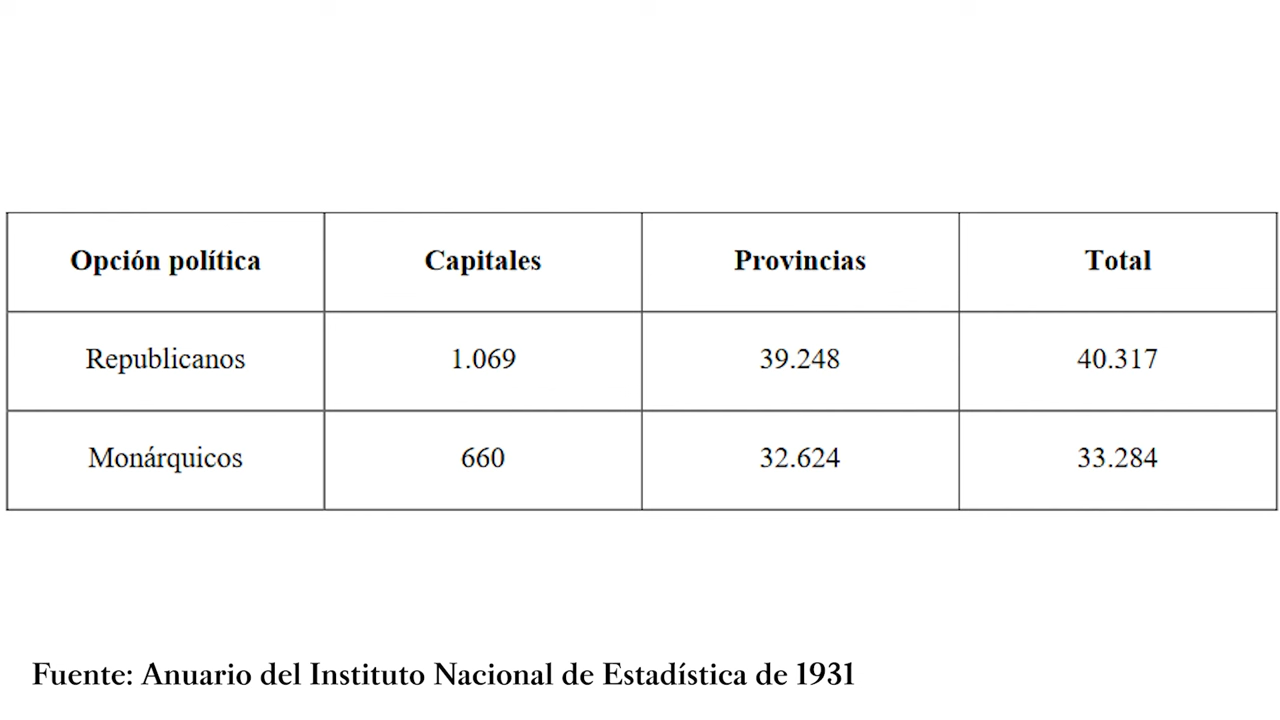 Opción política Capitales Provincias Total
Republicanos 1.069 39.248 40.317
Monárquicos 660 32.624 33.284
Fuente: Anuario del Instituto Nacional de Estadística de 1931